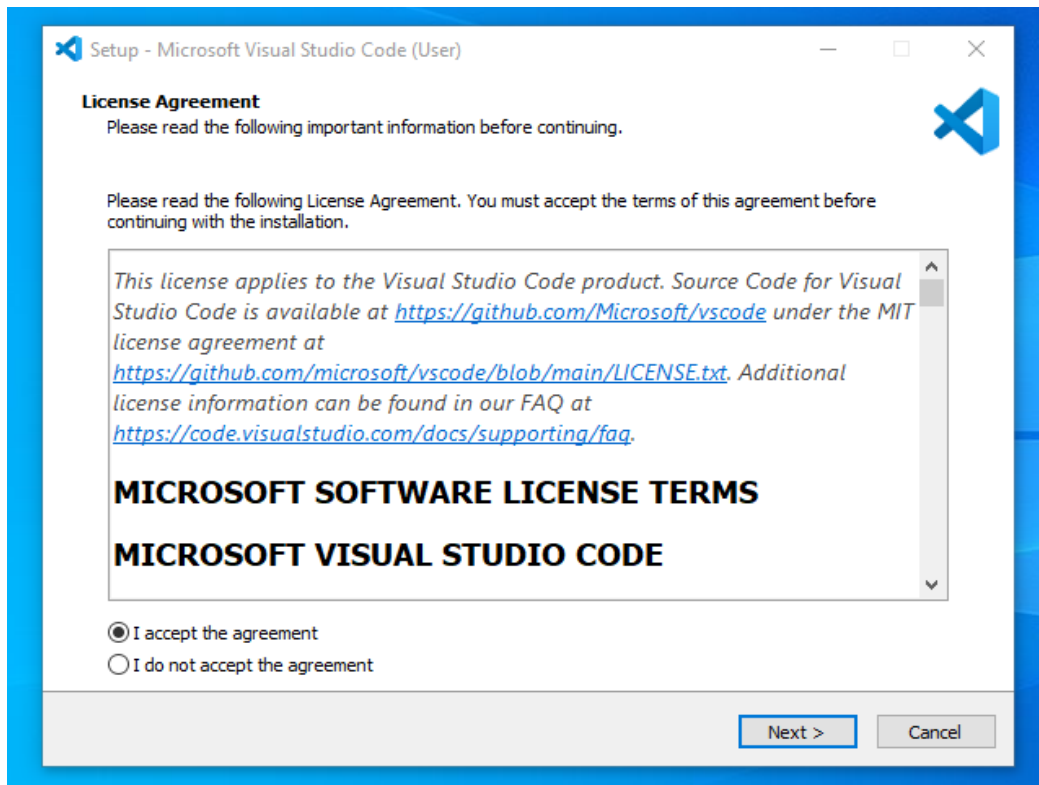 Setup - Microsoft Visual Studio Code (User)
License Agreement
Please read the following important information before continuing.
Please read the following License Agreement. You must accept the terms of this agreement before
continuing with the installation.
This license applies to the Visual Studio Code product. Source Code for Visual
Studio Code is available at https://github.com/Microsoft/vscode under the MIT
license agreement at
https://github.com/microsoft/vscode/blob/main/LICENSE.txt. Additional
license information can be found in our FAQ at
https://code.visualstudio.com/docs/supporting/faq.
MICROSOFT SOFTWARE LICENSE TERMS
MICROSOFT VISUAL STUDIO CODE
I accept the agreement
I do not accept the agreement
Next >
Cancel